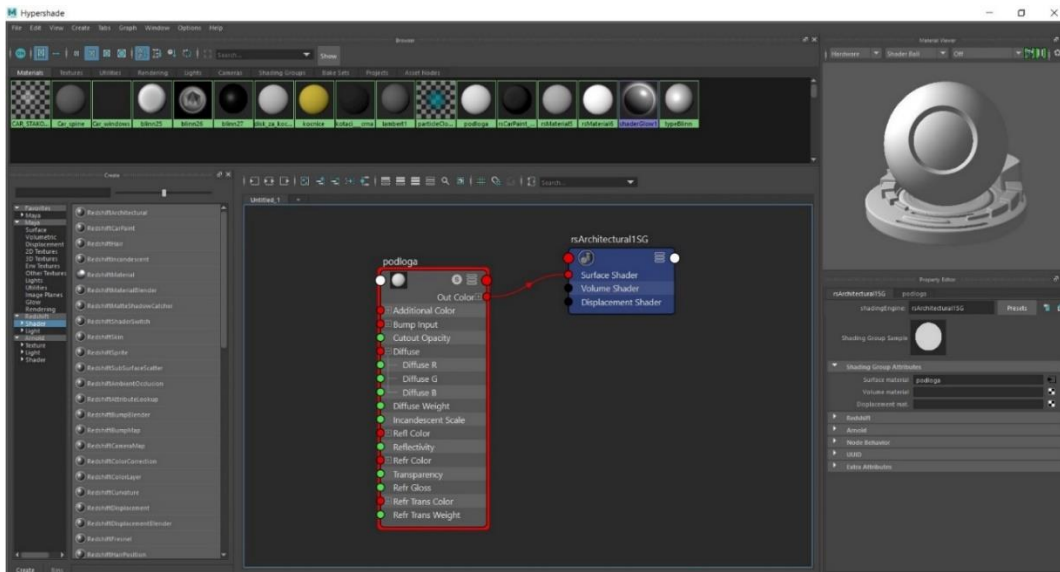 Hypershade
File Edit View Create Tabs Graph Window Options Help
Browser
Search...
Show
Materials Textures Utilities Rendering Lights Cameras Shading Groups Bake Sets Projects Asset Nodes
Car_spine Car_windows blinn25 blinn26 blinn27 kocnice lambert1 podloga rsMaterial5 rsMaterial6 shaderGlow1 typeBlinn
Create
Favorites
Maya
Maya
Surface
Volumetric
Displacement
2D Textures
3D Textures
Env Textures
Other Textures
Lights
Utilities
Image Planes
Glow
Rendering
Redshift
Shader
Light
Arnold
Texture
Light
Shader
RedshiftArchitectural
RedshiftCarPaint
RedshiftHair
RedshiftIncandescent
RedshiftMaterial
RedshiftMaterialBlender
RedshiftMatteShadowCatcher
RedshiftShaderSwitch
RedshiftSkin
RedshiftSprite
RedshiftSubSurfaceScatter
RedshiftAmbientOcclusion
RedshiftAttributeLookup
RedshiftBumpBlender
RedshiftBumpMap
RedshiftCameraMap
RedshiftColorCorrection
RedshiftColorLayer
RedshiftCurvature
RedshiftDisplacement
RedshiftDisplacementBlender
RedshiftFresnel
RedshiftHairPosition
Create Bins
Search...
Untitled_1 +
podloga
Out Color
Additional Color
Bump Input
Cutout Opacity
Diffuse
Diffuse R
Diffuse G
Diffuse B
Diffuse Weight
Incandescent Scale
Refl Color
Reflectivity
Refr Color
Transparency
Refr Gloss
Refr Trans Color
Refr Trans Weight
rsArchitectural1SG
Surface Shader
Volume Shader
Displacement Shader
Material Viewer
Hardware Shader Ball Off
Property Editor
rsArchitectural1SG podloga
shadingEngine: rsArchitectural1SG Presets
Shading Group Sample
Shading Group Attributes
Surface material podloga
Volume material
Displacement mat.
Redshift
Arnold
Node Behavior
UUID
Extra Attributes